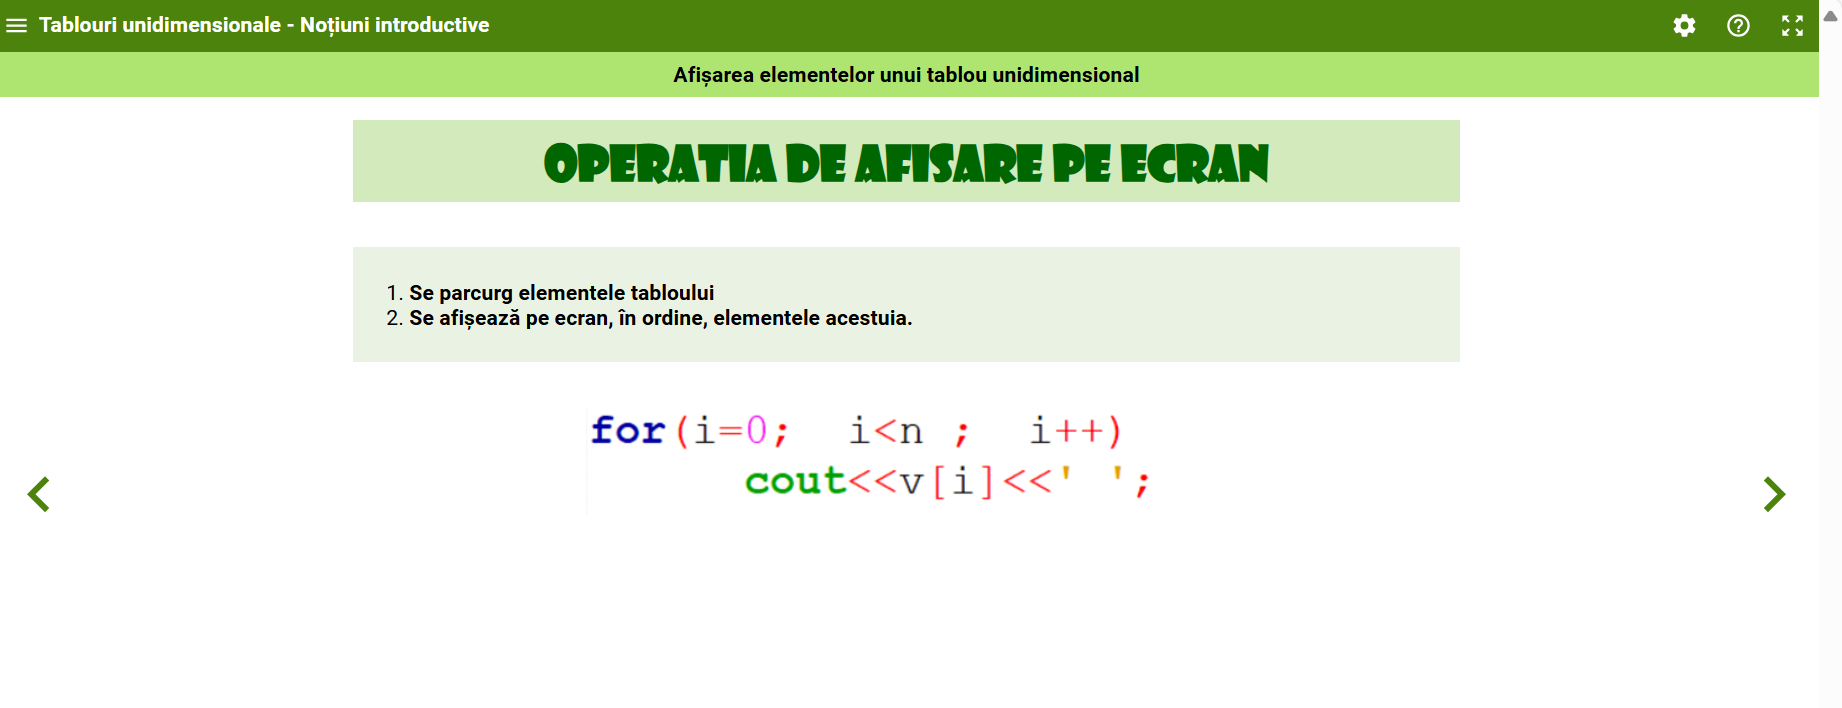 Tablouri unidimensionale - Noțiuni introductive
Afișarea elementelor unui tablou unidimensional
OPERATIA DE AFISARE PE ECRAN
1. Se parcurg elementele tabloului
2. Se afișează pe ecran, în ordine, elementele acestuia.
for(i=0;  i<n ;  i++)
cout<<v[i]<<' ';